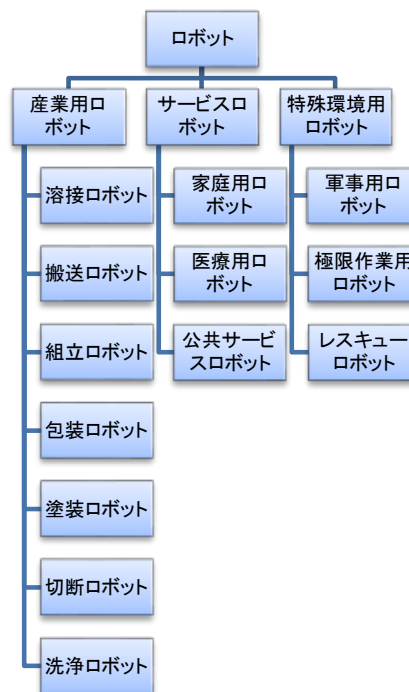 ロボット
産業用ロ
ボット
サービスロ
ボット
特殊環境用
ロボット
溶接ロボット
搬送ロボット
組立ロボット
包装ロボット
塗装ロボット
切断ロボット
洗浄ロボット
家庭用ロ
ボット
医療用ロ
ボット
公共サービ
スロボット
軍事用ロ
ボット
極限作業用
ロボット
レスキュー
ロボット